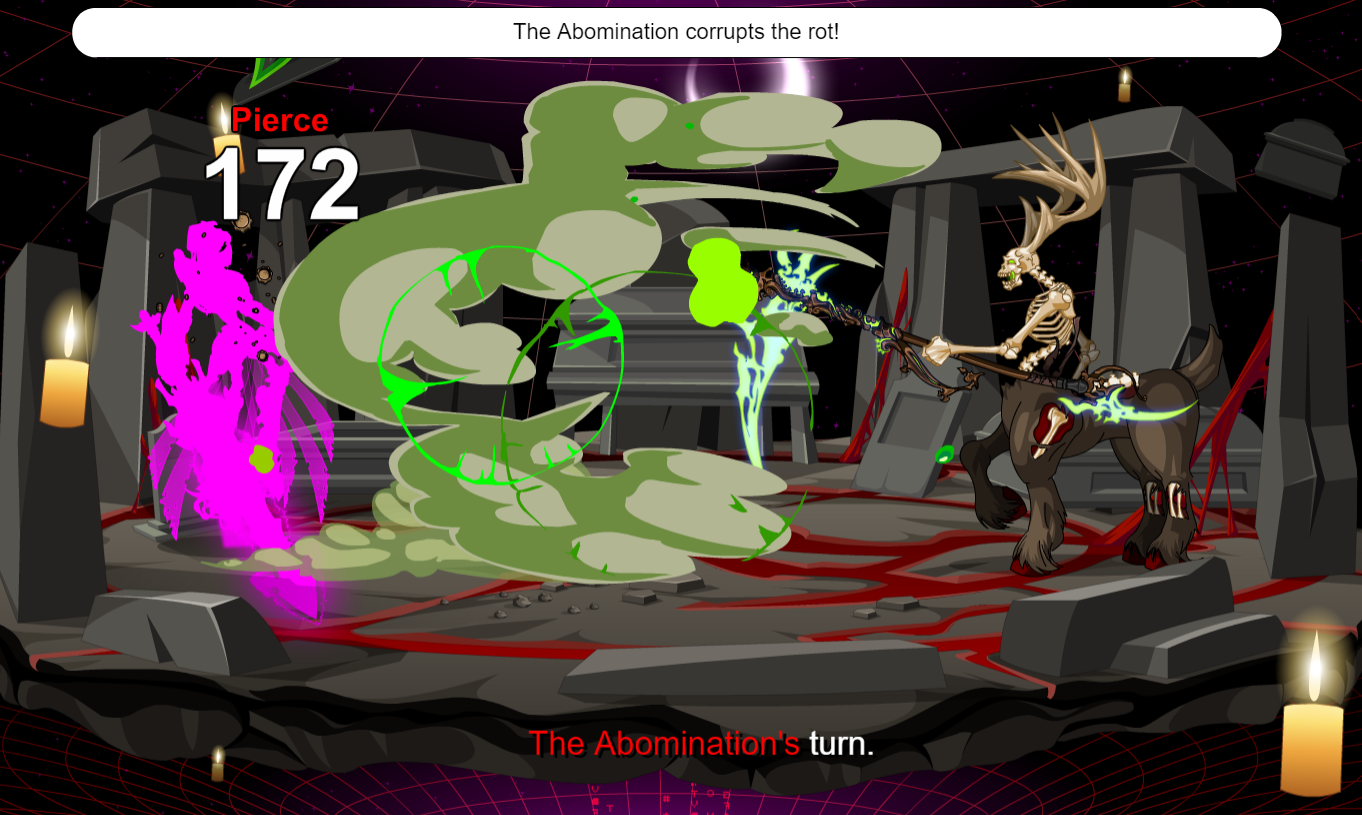 The Abomination corrupts the rot!
Pierce
172
The Abomination's turn.